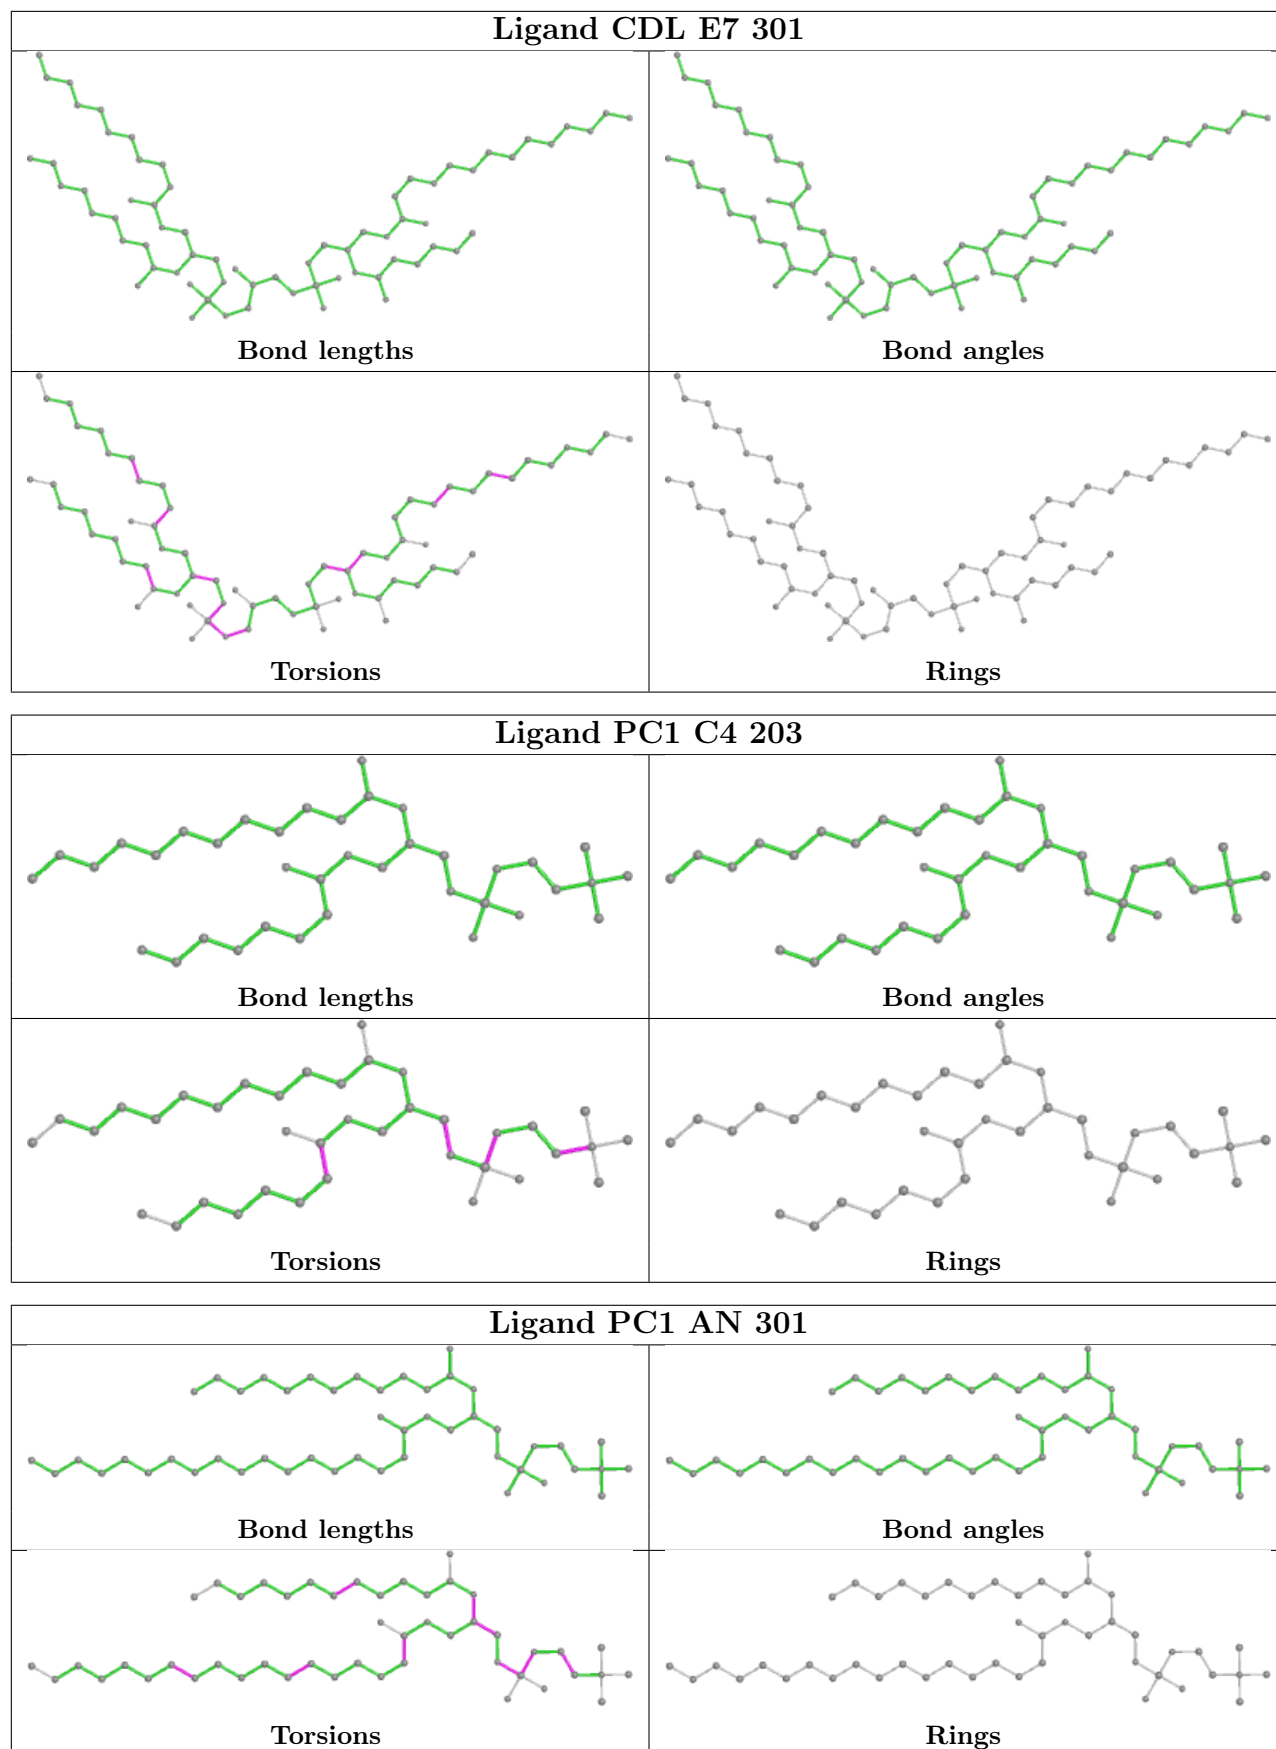 Ligand CDL E7 301
Bond lengths
Bond angles
Torsions
Rings
Ligand PC1 C4 203
Bond lengths
Bond angles
Torsions
Rings
Ligand PC1 AN 301
Bond lengths
Bond angles
Torsions
Rings